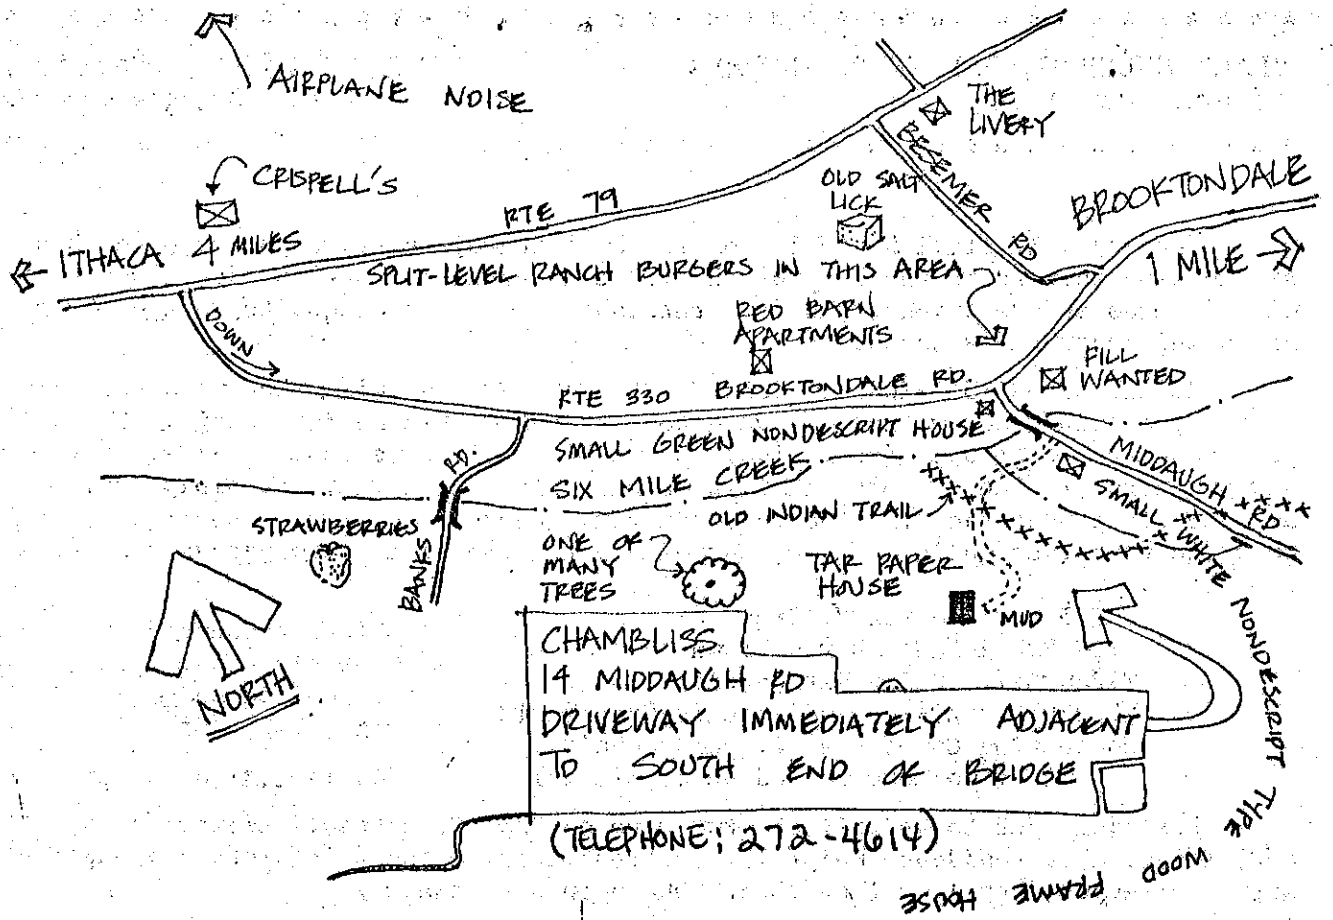 AIRPLANE NOISE
THE
LIVERY
CRISPELL'S
BESEMER RD
OLD SALT
LICK
BROOKTONDALE
1 MILE
RTE 79
ITHACA 4 MILES
SPLIT-LEVEL RANCH BURGERS IN THIS AREA
DOWN
RED BARN
APARTMENTS
FILL
WANTED
RTE 330 BROOKTONDALE RD.
SMALL GREEN NONDESCRIPT HOUSE
MIDDAUGH RD
BANKS RD.
SIX MILE CREEK
OLD INDIAN TRAIL
SMALL WHITE NONDESCRIPT TYPE WOOD FRAME HOUSE
STRAWBERRIES
ONE OF
MANY
TREES
TAR PAPER
HOUSE
MUD
NORTH
CHAMBLISS
14 MIDDAUGH RD
DRIVEWAY IMMEDIATELY ADJACENT
TO SOUTH END OF BRIDGE
(TELEPHONE: 272-4614)